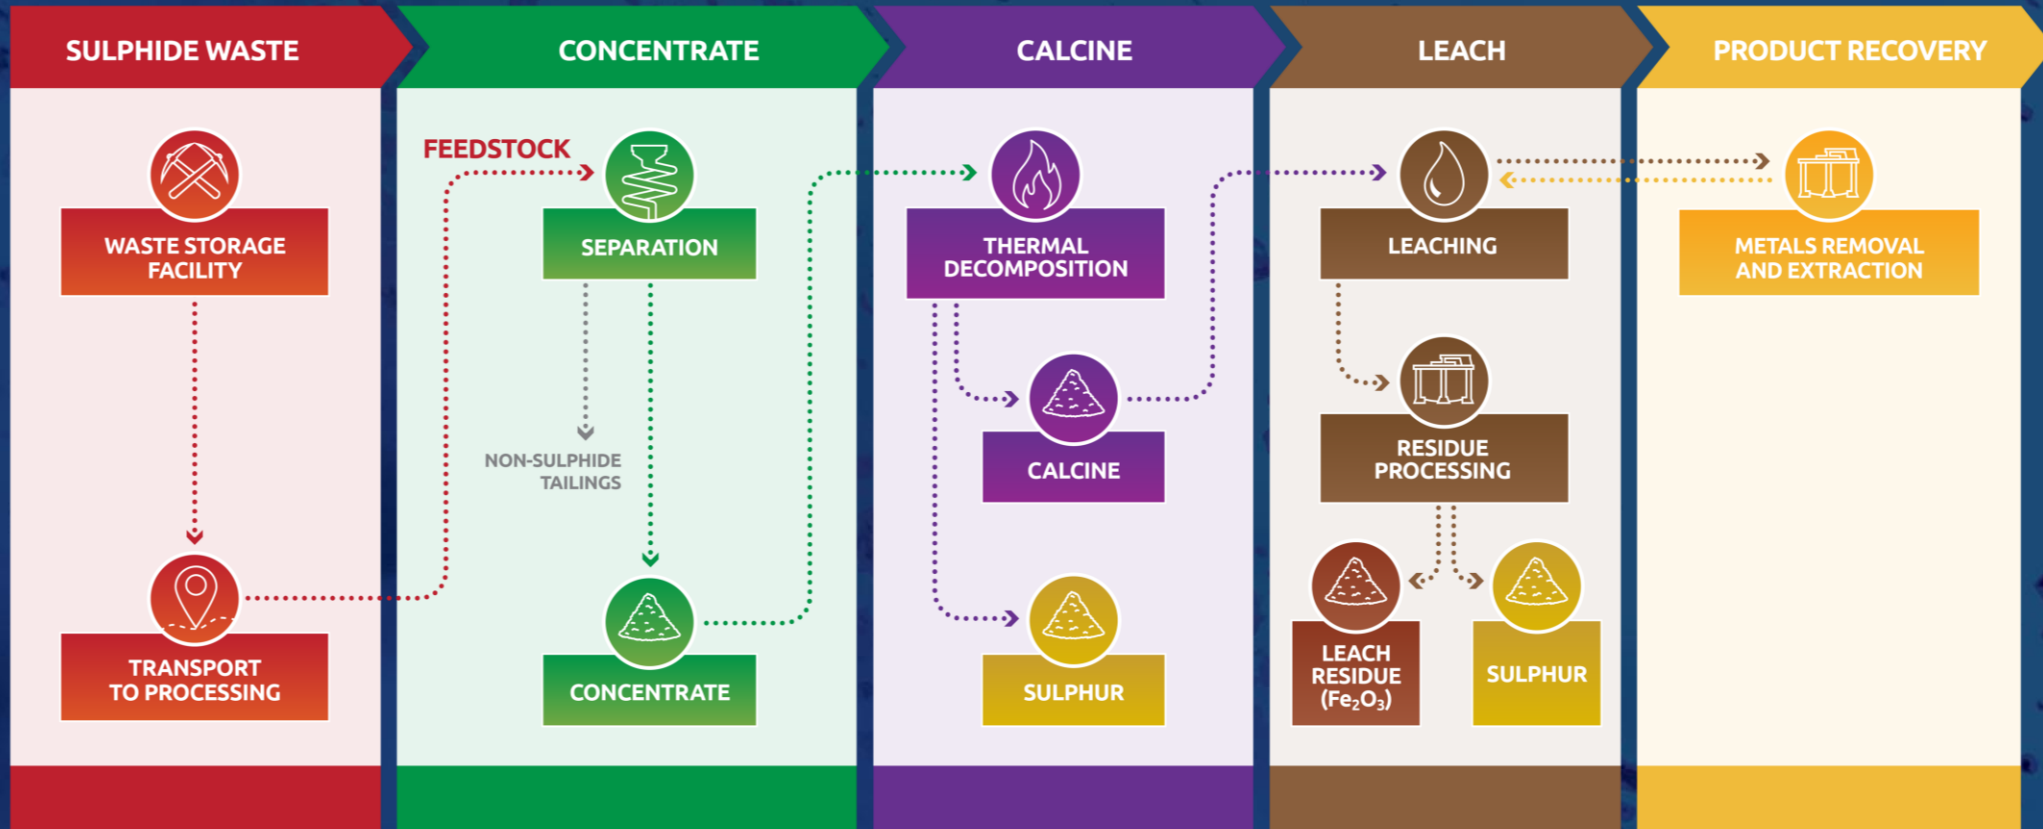 SULPHIDE WASTE
CONCENTRATE
CALCINE
LEACH
PRODUCT RECOVERY
WASTE STORAGE
FACILITY
TRANSPORT
TO PROCESSING
FEEDSTOCK
SEPARATION
NON-SULPHIDE
TAILINGS
CONCENTRATE
THERMAL
DECOMPOSITION
CALCINE
SULPHUR
LEACHING
RESIDUE
PROCESSING
LEACH
RESIDUE
(Fe₂O₃)
SULPHUR
METALS REMOVAL
AND EXTRACTION